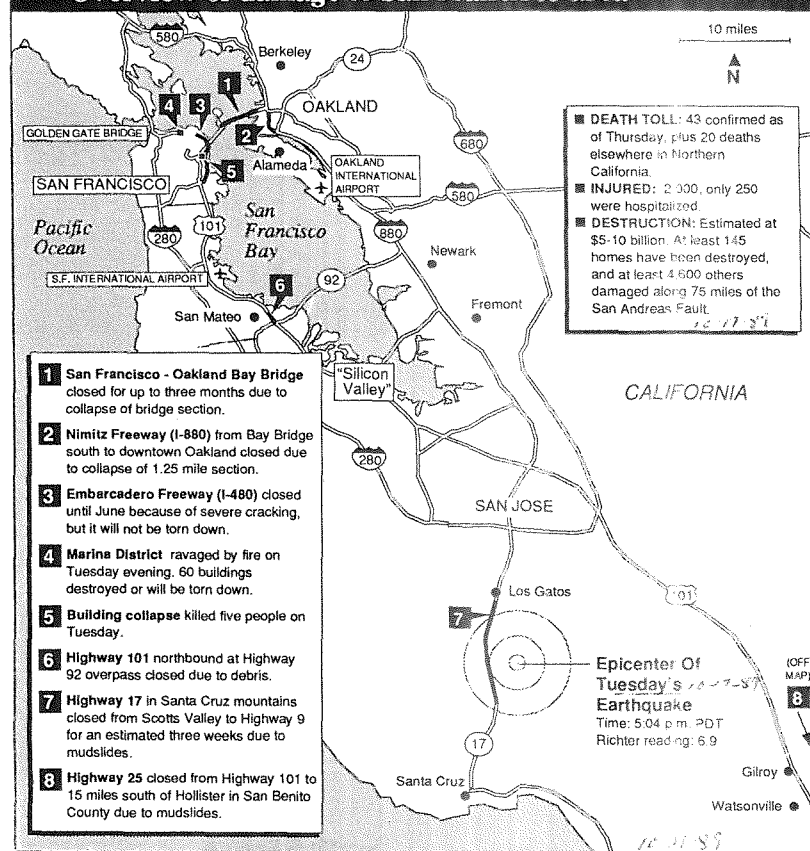 10 miles
N
580
Berkeley
24
OAKLAND
1
4
3
2
GOLDEN GATE BRIDGE
680
Alameda
OAKLAND
INTERNATIONAL
AIRPORT
5
SAN FRANCISCO
580
101
San
Francisco
Bay
Pacific
Ocean
280
880
S.F. INTERNATIONAL AIRPORT
Newark
92
6
Fremont
San Mateo
"Silicon
Valley"
CALIFORNIA
280
SAN JOSE
Los Gatos
101
7
Epicenter Of
Tuesday's
Earthquake
Time: 5:04 p.m. PDT
Richter reading: 6.9
(OFF
MAP)
8
17
Gilroy
Santa Cruz
Watsonville
■ DEATH TOLL: 43 confirmed as
of Thursday, plus 20 deaths
elsewhere in Northern
California.
■ INJURED: 2,000, only 250
were hospitalized.
■ DESTRUCTION: Estimated at
$5-10 billion. At least 145
homes have been destroyed,
and at least 4,600 others
damaged along 75 miles of the
San Andreas Fault.
10-17-89
1 San Francisco - Oakland Bay Bridge
closed for up to three months due to
collapse of bridge section.
2 Nimitz Freeway (I-880) from Bay Bridge
south to downtown Oakland closed due
to collapse of 1.25 mile section.
3 Embarcadero Freeway (I-480) closed
until June because of severe cracking,
but it will not be torn down.
4 Marina District ravaged by fire on
Tuesday evening. 60 buildings
destroyed or will be torn down.
5 Building collapse killed five people on
Tuesday.
6 Highway 101 northbound at Highway
92 overpass closed due to debris.
7 Highway 17 in Santa Cruz mountains
closed from Scotts Valley to Highway 9
for an estimated three weeks due to
mudslides.
8 Highway 25 closed from Highway 101 to
15 miles south of Hollister in San Benito
County due to mudslides.